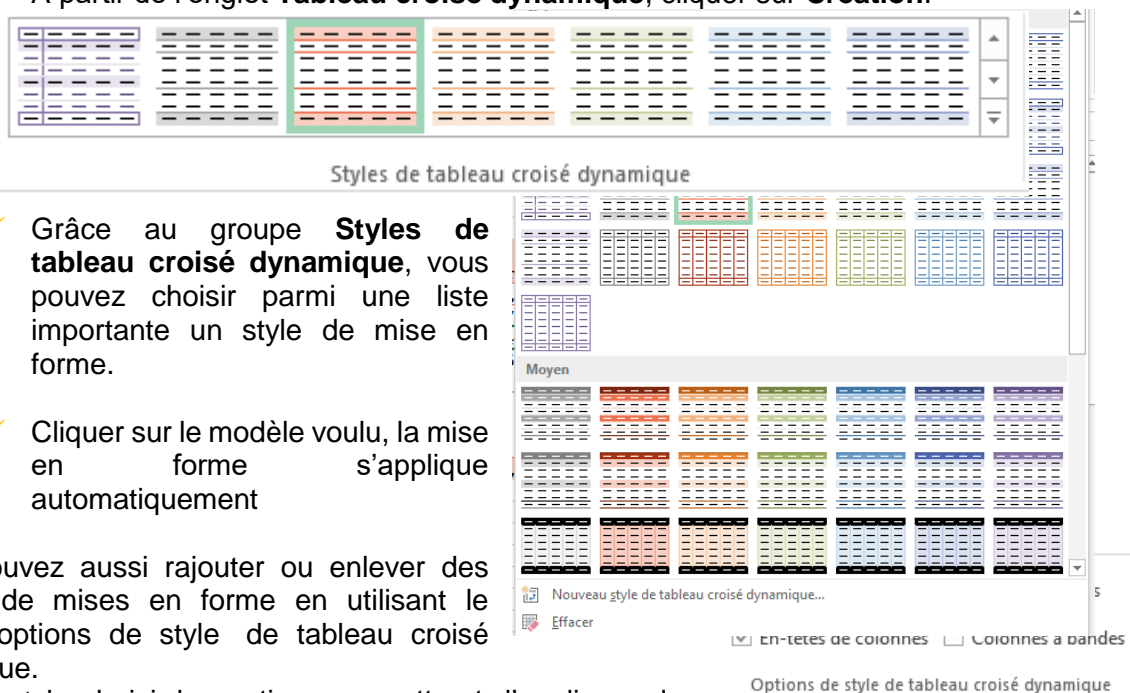 A partir de l'onglet Tableau croisé dynamique, cliquer sur Création.
Styles de tableau croisé dynamique
Grâce au groupe Styles de
tableau croisé dynamique, vous
pouvez choisir parmi une liste
importante un style de mise en
forme.
Cliquer sur le modèle voulu, la mise
en forme s'applique
automatiquement
Moyen
Nouveau style de tableau croisé dynamique...
Effacer
aussi rajouter ou enlever des
de mises en forme en utilisant le
options de style de tableau croisé
En-têtes de colonnes Colonnes à bandes
Options de style de tableau croisé dynamique